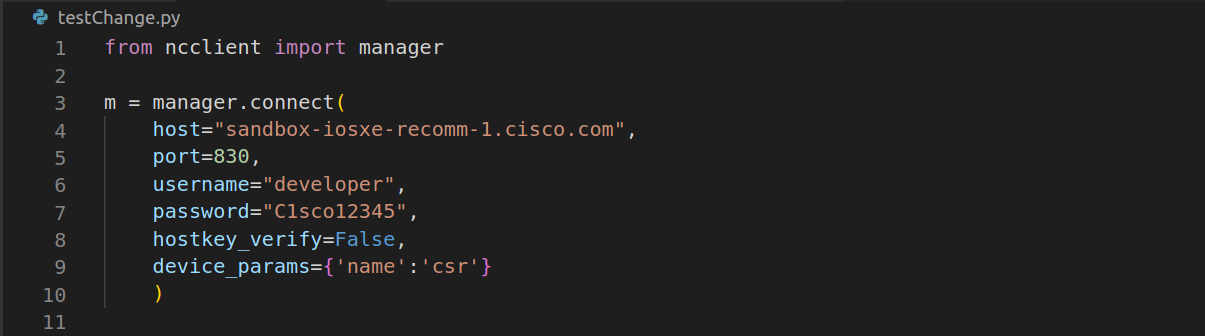 testChange.py
1 from ncclient import manager
2
3 m = manager.connect(
4     host="sandbox-iosxe-recomm-1.cisco.com",
5     port=830,
6     username="developer",
7     password="C1sco12345",
8     hostkey_verify=False,
9     device_params={'name':'csr'}
10     )
11